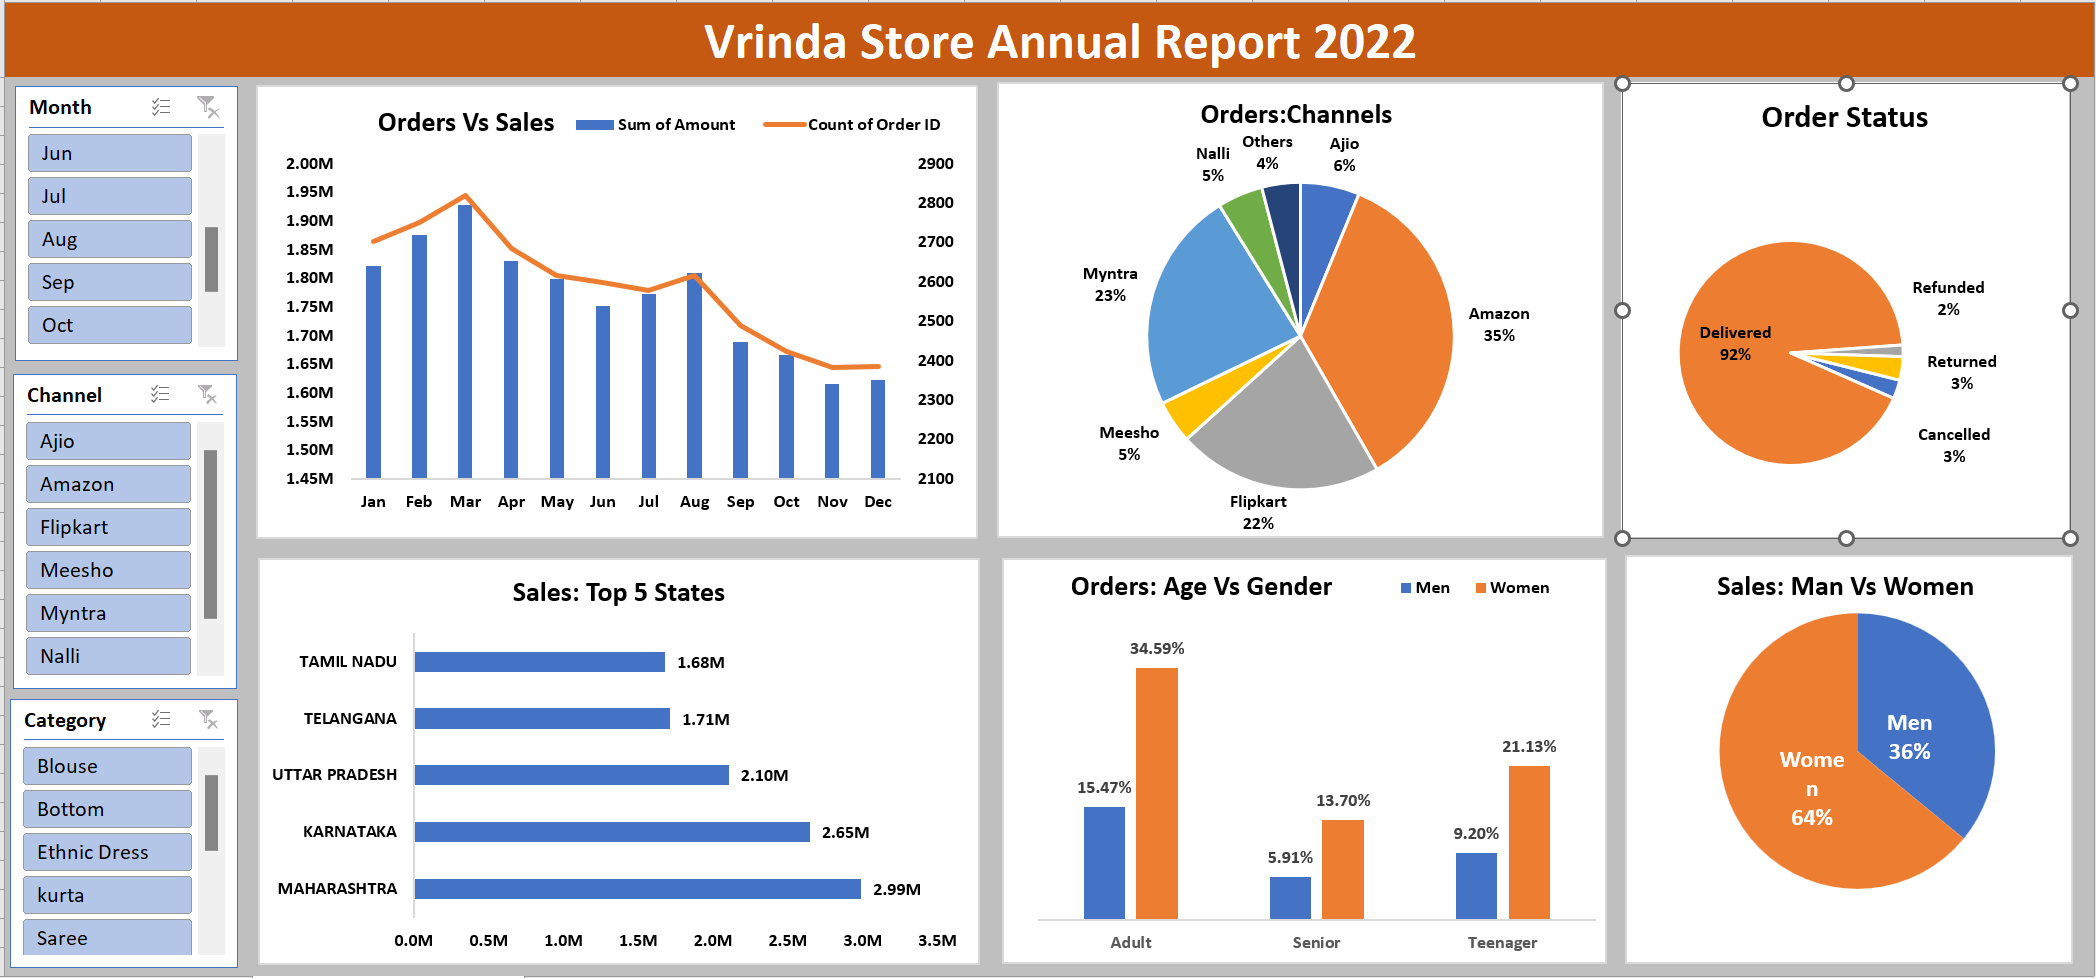 Vrinda Store Annual Report 2022
Month
Jun
Jul
Aug
Sep
Oct
Channel
Ajio
Amazon
Flipkart
Meesho
Myntra
Nalli
Category
Blouse
Bottom
Ethnic Dress
kurta
Saree
Orders Vs Sales
Sum of Amount
Count of Order ID
2.00M
1.95M
1.90M
1.85M
1.80M
1.75M
1.70M
1.65M
1.60M
1.55M
1.50M
1.45M
2900
2800
2700
2600
2500
2400
2300
2200
2100
Jan Feb Mar Apr May Jun Jul Aug Sep Oct Nov Dec
Orders:Channels
Others
4%
Ajio
6%
Nalli
5%
Myntra
23%
Amazon
35%
Meesho
5%
Flipkart
22%
Order Status
Delivered
92%
Refunded
2%
Returned
3%
Cancelled
3%
Sales: Top 5 States
TAMIL NADU 1.68M
TELANGANA 1.71M
UTTAR PRADESH 2.10M
KARNATAKA 2.65M
MAHARASHTRA 2.99M
0.0M 0.5M 1.0M 1.5M 2.0M 2.5M 3.0M 3.5M
Orders: Age Vs Gender
Men Women
34.59%
15.47%
13.70%
5.91%
21.13%
9.20%
Adult Senior Teenager
Sales: Man Vs Women
Men
36%
Wome
n
64%